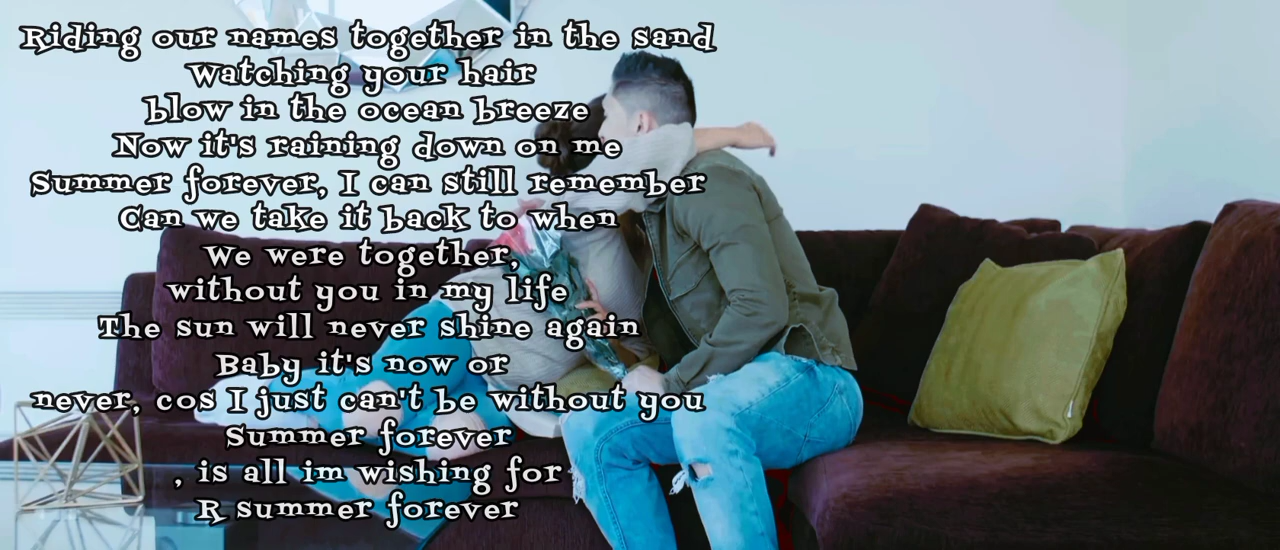 Riding our names together in the sand
Watching your hair
blow in the ocean breeze
Now it's raining down on me
Summer forever, I can still remember
Can we take it back to when
We were together,
without you in my life
The sun will never shine again
Baby it's now or
never, cos I just can't be without you
Summer forever
, is all im wishing for
R summer forever